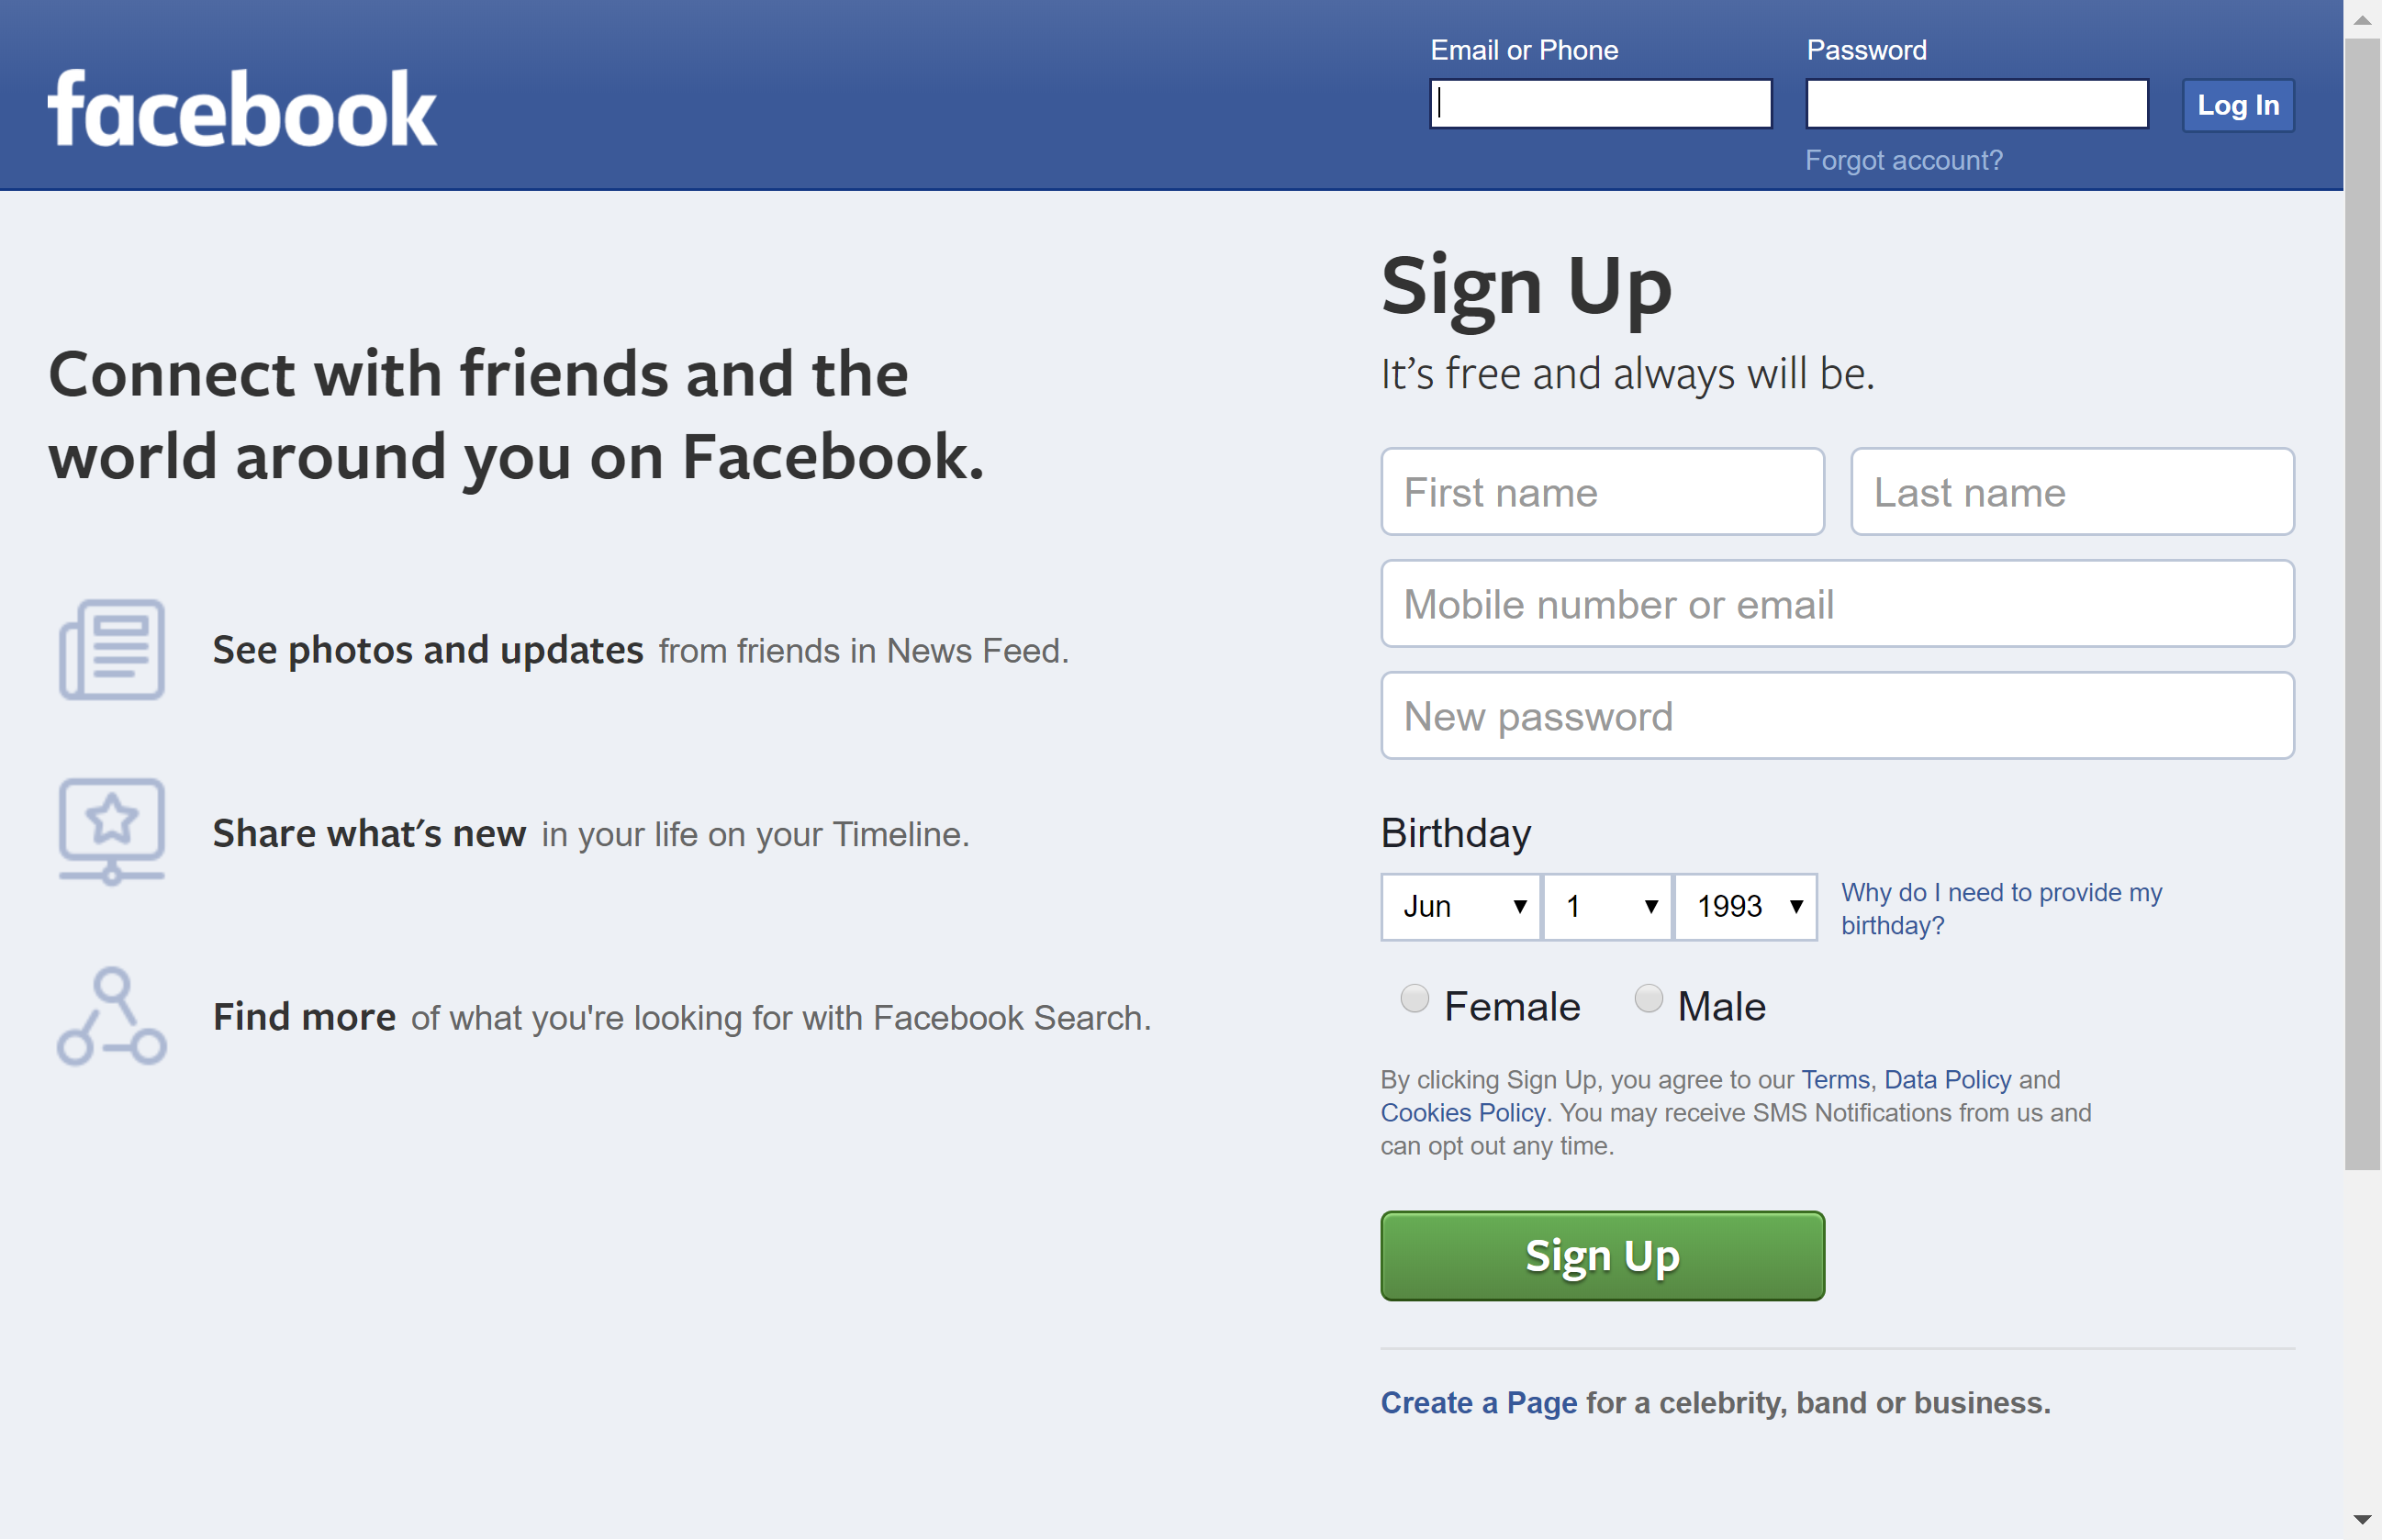 facebook
Email or Phone
Password
Log In
Forgot account?
Connect with friends and the
world around you on Facebook.
See photos and updates from friends in News Feed.
Share what's new in your life on your Timeline.
Find more of what you're looking for with Facebook Search.
Sign Up
It’s free and always will be.
First name
Last name
Mobile number or email
New password
Birthday
Jun
1
1993
Why do I need to provide my
birthday?
Female
Male
By clicking Sign Up, you agree to our Terms, Data Policy and
Cookies Policy. You may receive SMS Notifications from us and
can opt out any time.
Sign Up
Create a Page for a celebrity, band or business.